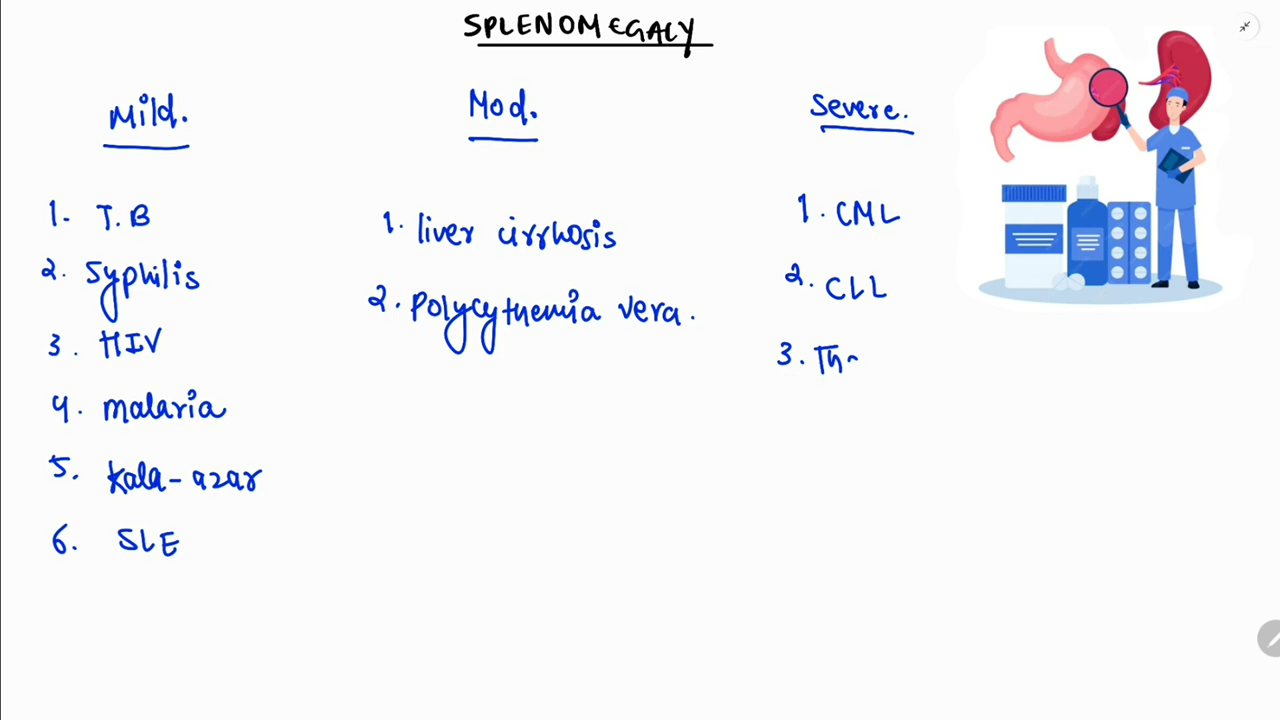 SPLENOMEGALY
Mild.
1. T.B
2. Syphilis
3. HIV
4. malaria
5. Kala-azar
6. SLE
Mod.
1. liver cirrhosis
2. Polycythemia vera.
Severe.
1. CML
2. CLL
3. Th